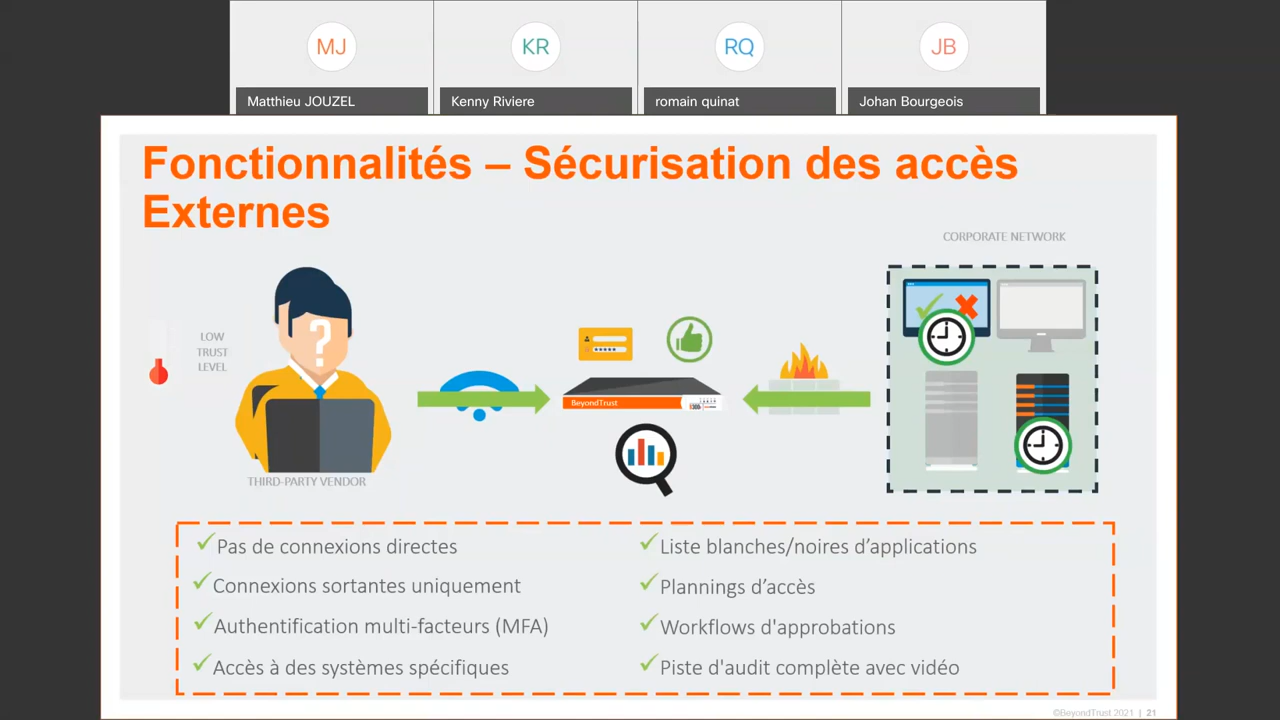 MJ
KR
RQ
JB
Matthieu JOUZEL
Kenny Riviere
romain quinat
Johan Bourgeois
Fonctionnalités – Sécurisation des accès
Externes
CORPORATE NETWORK
LOW
TRUST
LEVEL
?
BeyondTrust
THIRD-PARTY VENDOR
Pas de connexions directes
Connexions sortantes uniquement
Authentification multi-facteurs (MFA)
Accès à des systèmes spécifiques
Liste blanches/noires d’applications
Plannings d’accès
Workflows d'approbations
Piste d'audit complète avec vidéo
©BeyondTrust 2021 | 21